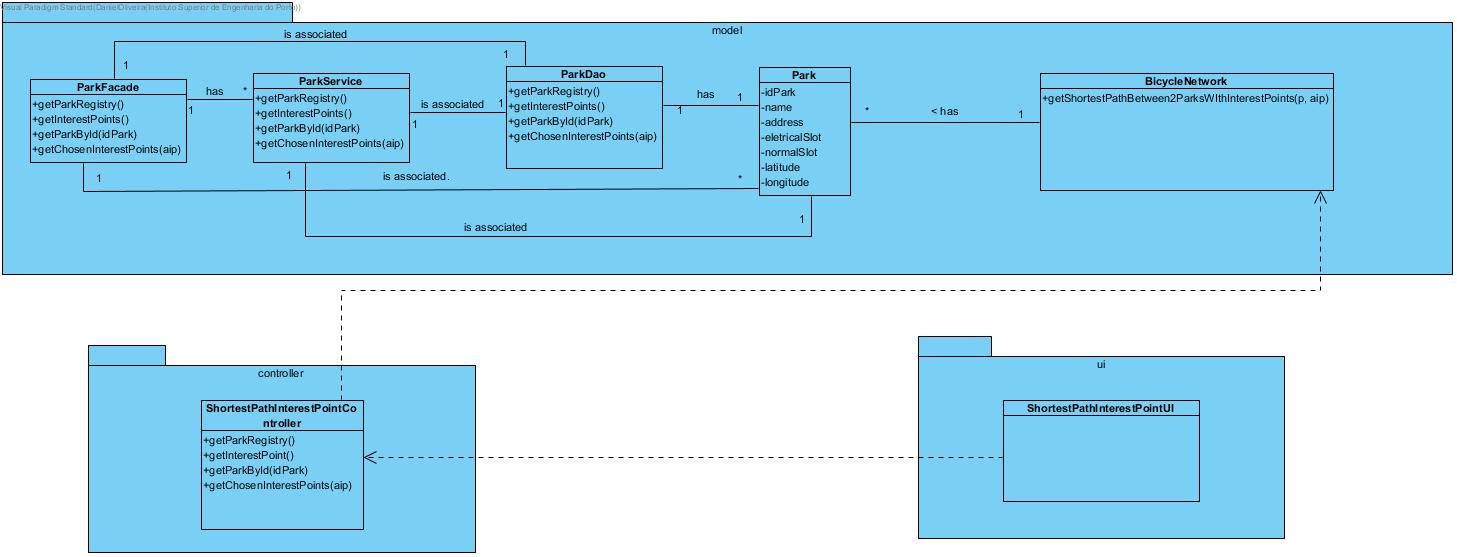 Visual Paradigm Standard(DanielOliveira(Instituto Superior de Engenharia do Porto))
model
is associated
1
1
ParkFacade
+getParkRegistry()
+getInterestPoints()
+getParkById(idPark)
+getChosenInterestPoints(aip)
has
1
*
ParkService
+getParkRegistry()
+getInterestPoints()
+getParkById(idPark)
+getChosenInterestPoints(aip)
is associated
1
1
ParkDao
+getParkRegistry()
+getInterestPoints()
+getParkById(idPark)
+getChosenInterestPoints(aip)
has
1
1
Park
-idPark
-name
-address
-eletricalSlot
-normalSlot
-latitude
-longitude
*
< has
1
BicycleNetwork
+getShortestPathBetween2ParksWIthInterestPoints(p, aip)
1
is associated.
*
1
is associated
1
controller
ShortestPathInterestPointCo
ntroller
+getParkRegistry()
+getInterestPoint()
+getParkById(idPark)
+getChosenInterestPoints(aip)
ui
ShortestPathInterestPointUI